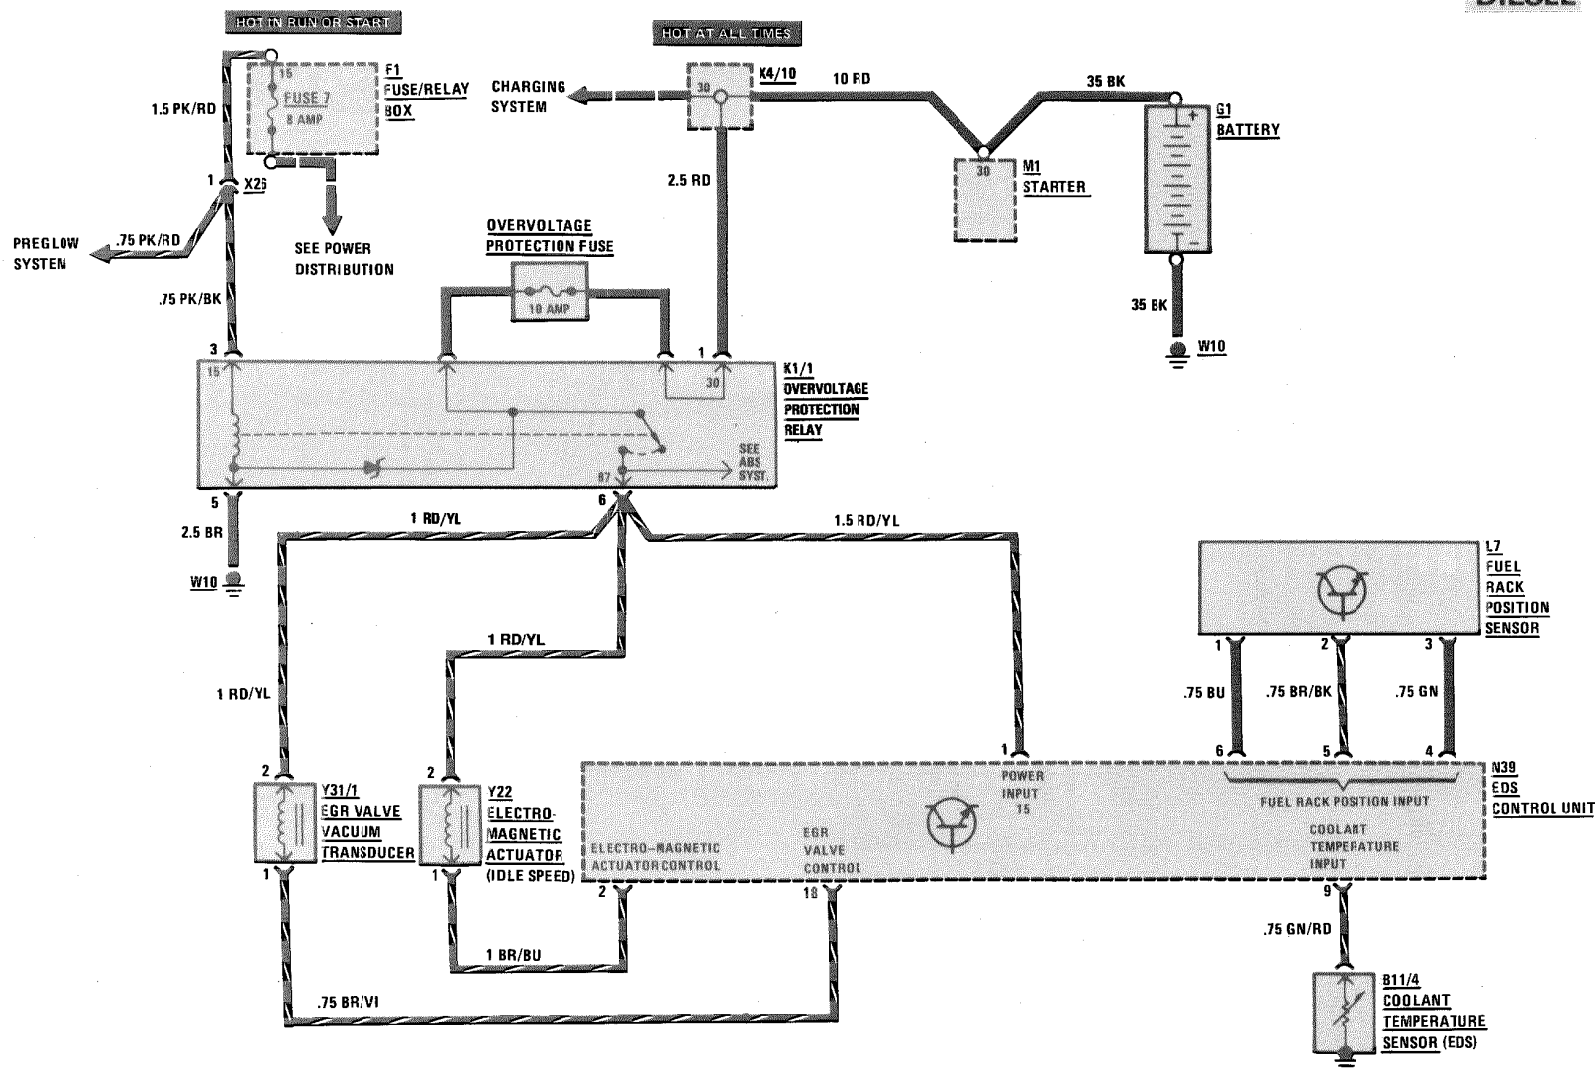 DIESEL
HOT IN RUN OR START
HOT AT ALL TIMES
15
FUSE 7
8 AMP
F1
FUSE/RELAY
BOX
1.5 PK/RD
CHARGING
SYSTEM
30
K4/10
10 RD
35 BK
G1
BATTERY
+
-
1
X26
2.5 RD
30
M1
STARTER
PREGLOW
SYSTEN
.75 PK/RD
SEE POWER
DISTRIBUTION
OVERVOLTAGE
PROTECTION FUSE
10 AMP
.75 PK/BK
35 BK
W10
3
1
15
30
K1/1
OVERVOLTAGE
PROTECTION
RELAY
SEE
ABS
SYST.
87
5
6
2.5 BR
W10
1 RD/YL
1.5 RD/YL
L7
FUEL
RACK
POSITION
SENSOR
1
2
3
1 RD/YL
1 RD/YL
.75 BU
.75 BR/BK
.75 GN
2
2
1
6
5
4
Y31/1
EGR VALVE
VACUUM
TRANSDUCER
Y22
ELECTRO-
MAGNETIC
ACTUATOR
(IDLE SPEED)
POWER
INPUT
15
FUEL RACK POSITION INPUT
N39
EDS
CONTROL UNIT
ELECTRO-MAGNETIC
ACTUATOR CONTROL
EGR
VALVE
CONTROL
COOLANT
TEMPERATURE
INPUT
1
1
2
18
9
1 BR/BU
.75 BR/VI
.75 GN/RD
B11/4
COOLANT
TEMPERATURE
SENSOR (EDS)